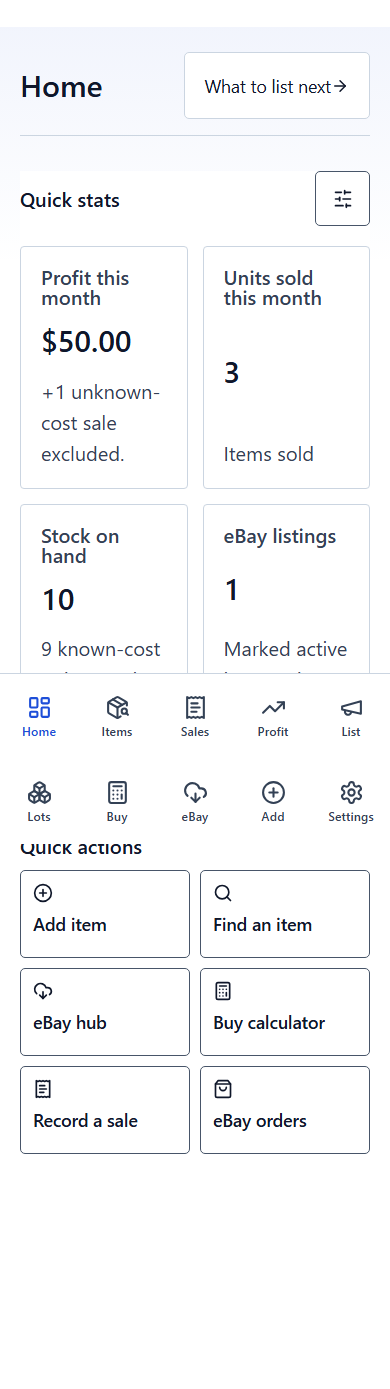 Home
What to list next
Quick stats
Profit this
month
$50.00
+1 unknown-
cost sale
excluded.
Units sold
this month
3
Items sold
Stock on
hand
10
9 known-cost
eBay listings
1
Marked active
Home
Items
Sales
Profit
List
Lots
Buy
eBay
Add
Settings
Quick actions
Add item
Find an item
eBay hub
Buy calculator
Record a sale
eBay orders